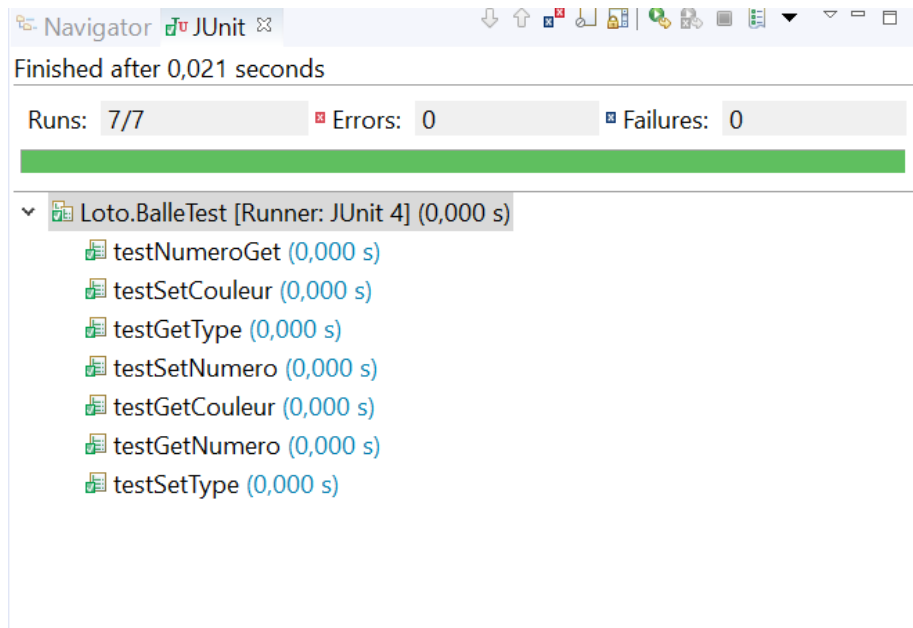 Navigator JUnit
Finished after 0,021 seconds
Runs: 7/7 Errors: 0 Failures: 0
Loto.BalleTest [Runner: JUnit 4] (0,000 s)
testNumeroGet (0,000 s)
testSetCouleur (0,000 s)
testGetType (0,000 s)
testSetNumero (0,000 s)
testGetCouleur (0,000 s)
testGetNumero (0,000 s)
testSetType (0,000 s)